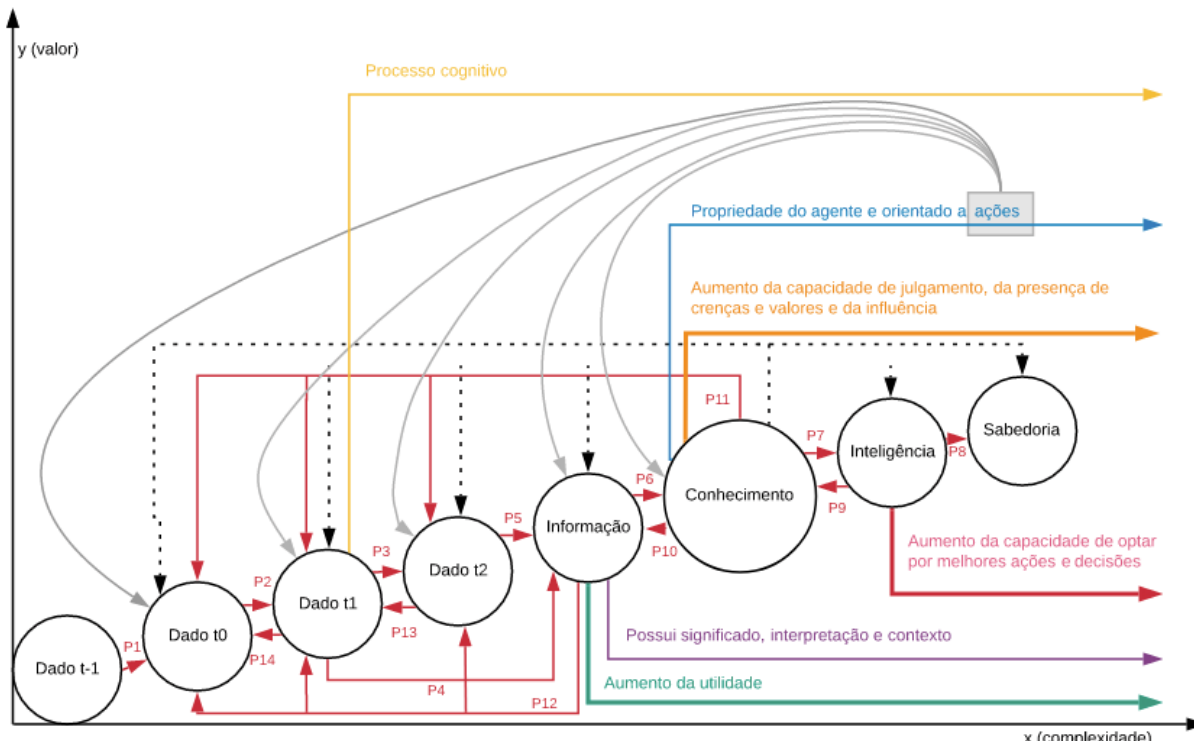 y (valor)
Processo cognitivo
Propriedade do agente e orientado a ações
Aumento da capacidade de julgamento, da presença de
crenças e valores e da influência
P11
Sabedoria
P7
Inteligência
P8
P6
Conhecimento
P9
P5
Informação
P10
Aumento da capacidade de optar
por melhores ações e decisões
P3
Dado t2
P2
Dado t1
P13
Dado t0
P1
P14
Possui significado, interpretação e contexto
Dado t-1
P4
Aumento da utilidade
P12
x (complexidade)